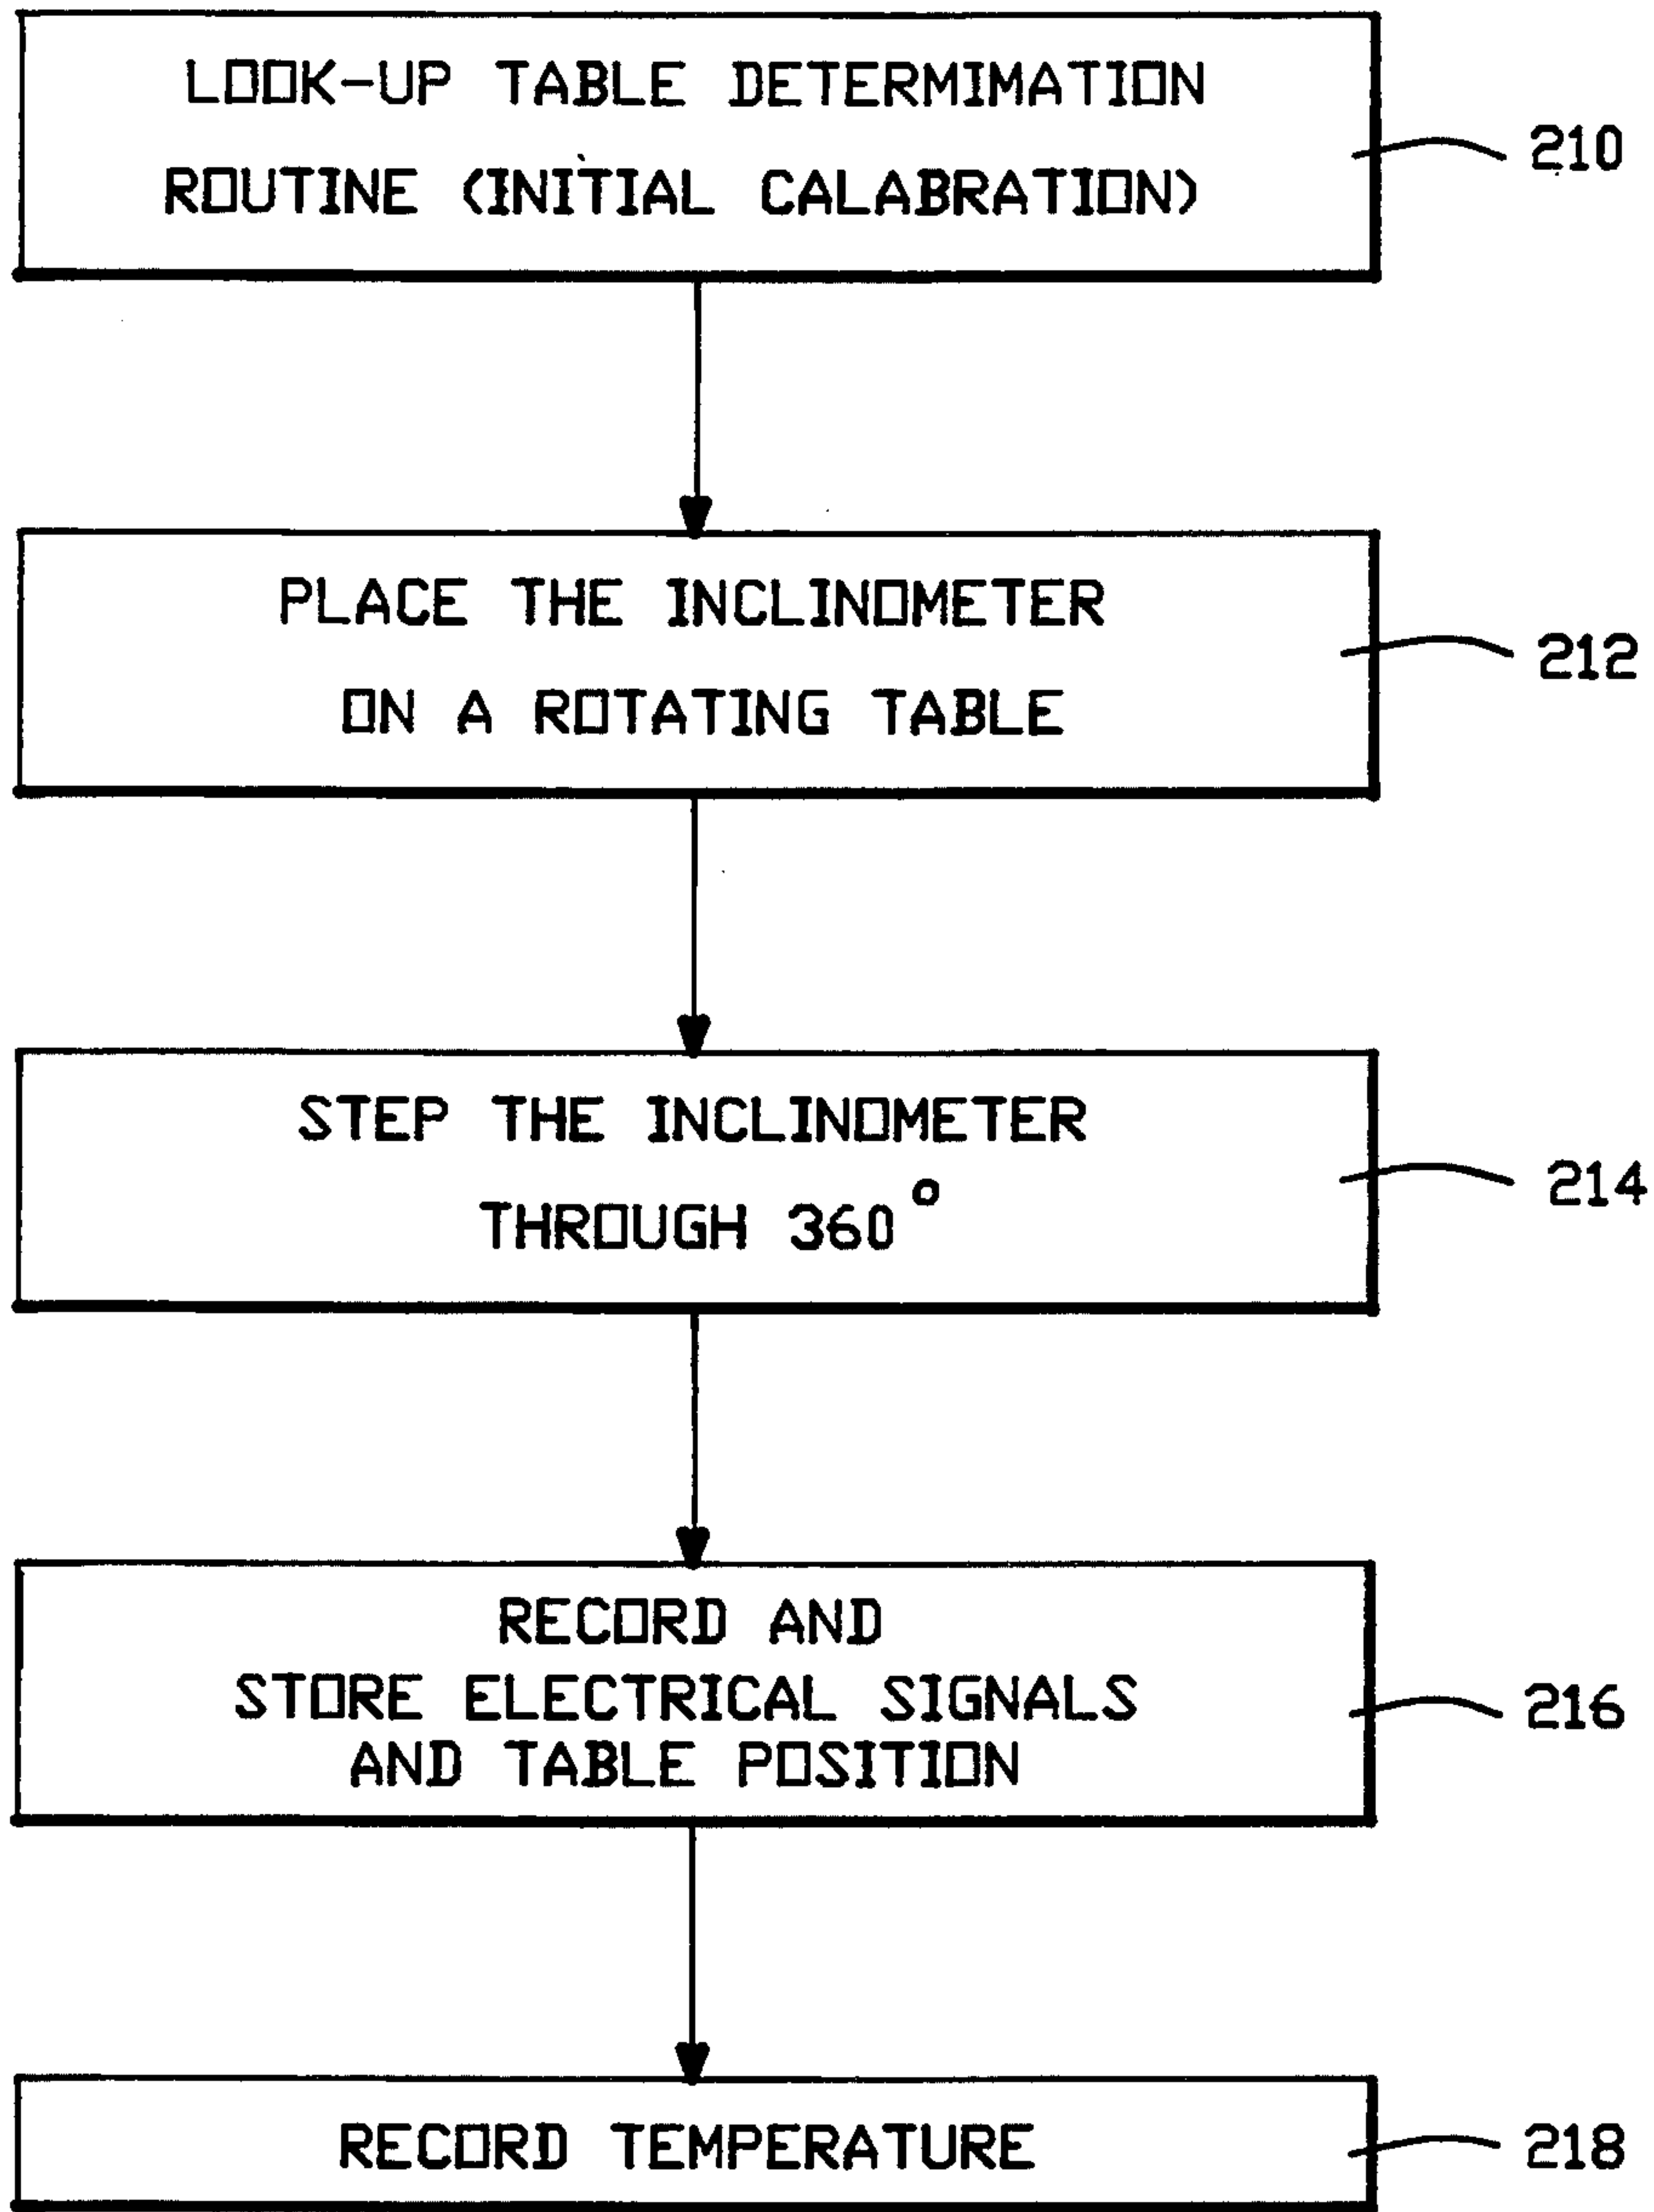 LOOK-UP TABLE DETERMIMATION
ROUTINE (INITIAL CALABRATION)
210
PLACE THE INCLINOMETER
ON A ROTATING TABLE
212
STEP THE INCLINOMETER
THROUGH 360°
214
RECORD AND
STORE ELECTRICAL SIGNALS
AND TABLE POSITION
216
RECORD TEMPERATURE
218